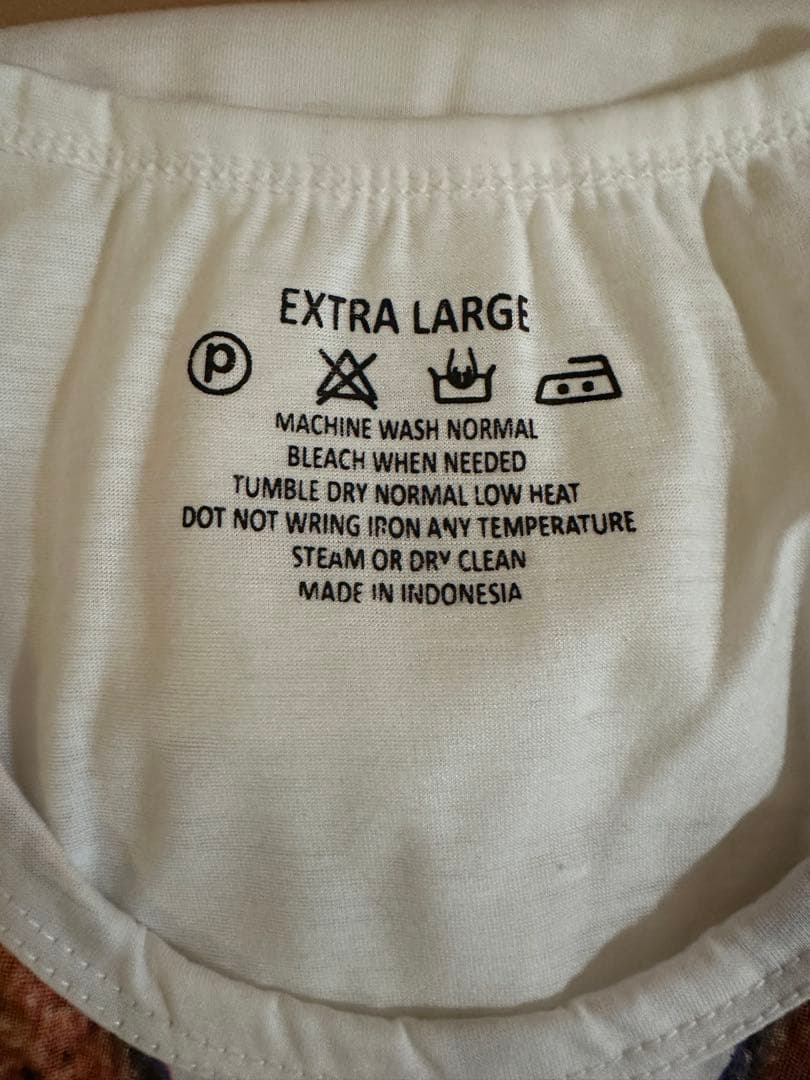 EXTRA LARGE
P
MACHINE WASH NORMAL
BLEACH WHEN NEEDED
TUMBLE DRY NORMAL LOW HEAT
DOT NOT WRING IRON ANY TEMPERATURE
STEAM OR DRY CLEAN
MADE IN INDONESIA